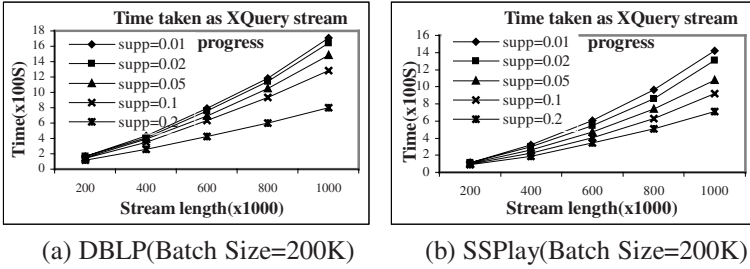 Time taken as XQuery stream
progress
18
16
14
12
10
8
6
4
2
0
Time(x100S)
supp=0.01
supp=0.02
supp=0.05
supp=0.1
supp=0.2
200 400 600 800 1000
Stream length(x1000)
(a) DBLP(Batch Size=200K)
Time taken as XQuery stream
progress
16
14
12
10
8
6
4
2
0
Time(x100S)
supp=0.01
supp=0.02
supp=0.05
supp=0.1
supp=0.2
200 400 600 800 1000
Stream length(x1000)
(b) SSPlay(Batch Size=200K)